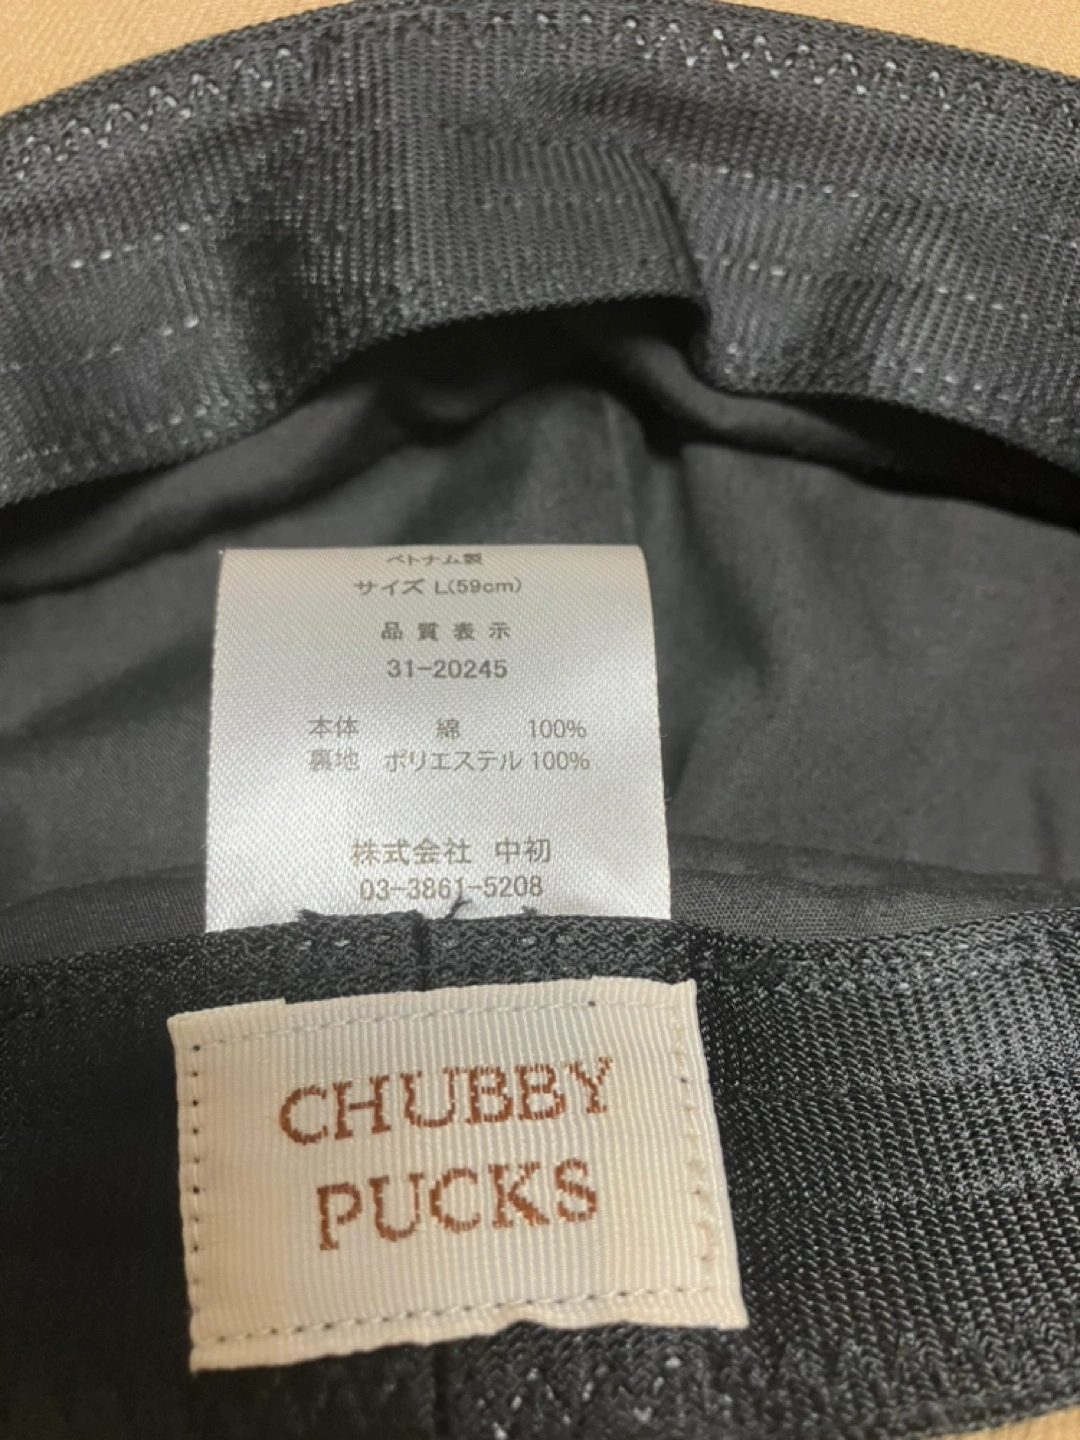 ベトナム製
サイズ L(59cm)
品質表示
31-20245
本体 綿 100%
裏地 ポリエステル 100%
株式会社 中初
03-3861-5208
CHUBBY
PUCKS